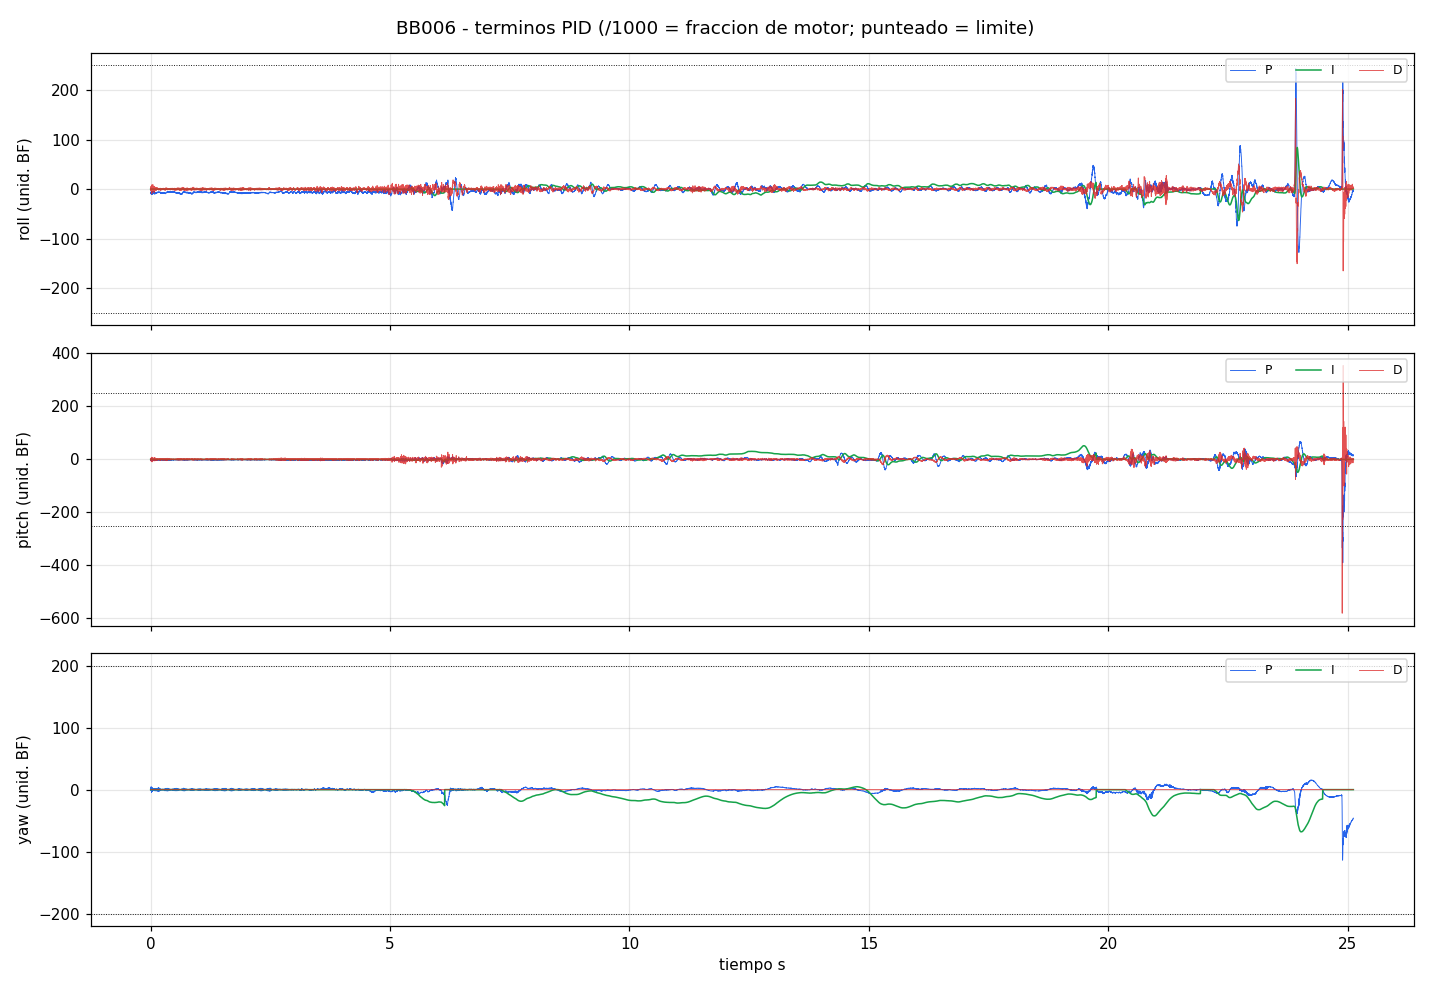 BB006 - terminos PID (/1000 = fraccion de motor; punteado = limite)
200
100
0
−100
−200
roll (unid. BF)
P I D
400
200
0
−200
−400
−600
pitch (unid. BF)
P I D
200
100
0
−100
−200
yaw (unid. BF)
P I D
0 5 10 15 20 25
tiempo s